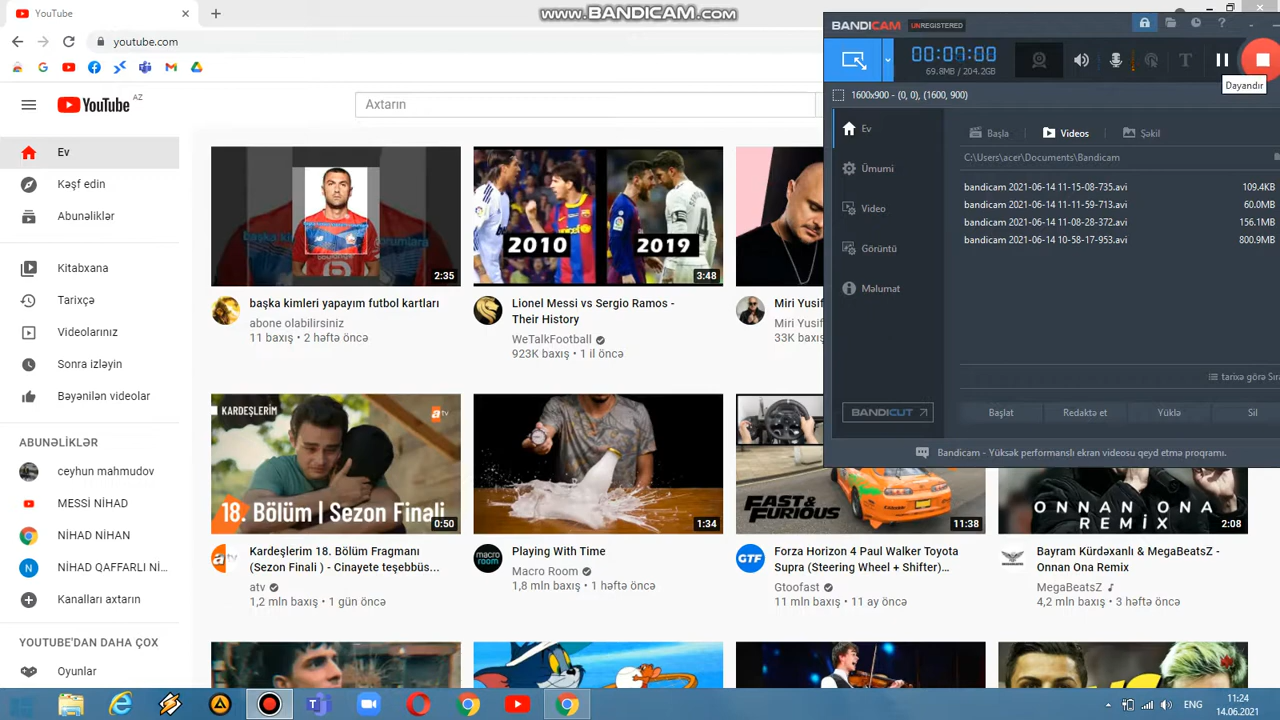 YouTube
www.BANDICAM.com
youtube.com
YouTube AZ
Axtarın
Ev
Kəşf edin
Abunəliklər
Kitabxana
Tarixçə
Videolarınız
Sonra izləyin
Bəyənilən videolar
ABUNƏLİKLƏR
ceyhun mahmudov
MESSİ NİHAD
NİHAD NİHAN
NİHAD QAFFARLI Nİ...
Kanalları axtarın
YOUTUBE'DAN DAHA ÇOX
Oyunlar
2:35
başka kimleri yapayım futbol kartları
abone olabilirsiniz
11 baxış • 2 həftə öncə
2010
2019
3:48
Lionel Messi vs Sergio Ramos -
Their History
WeTalkFootball
923K baxış • 1 il öncə
Miri Yusif
Miri Yusif
33K baxış
KARDEŞLERİM
atv
18. Bölüm | Sezon Finali
0:50
Kardeşlerim 18. Bölüm Fragmanı
(Sezon Finali ) - Cinayete teşebbüs...
atv
1,2 mln baxış • 1 gün öncə
1:34
macro
room
Playing With Time
Macro Room
1,8 mln baxış • 1 həftə öncə
FAST &
FURIOUS
11:38
GTF
Forza Horizon 4 Paul Walker Toyota
Supra (Steering Wheel + Shifter)...
Gtoofast
11 mln baxış • 11 ay öncə
ONNAN ONA
REMİX
2:08
Bayram Kürdəxanlı & MegaBeatsZ -
Onnan Ona Remix
MegaBeatsZ
4,2 mln baxış • 3 həftə öncə
BANDICAM UNREGISTERED
00:00:00
69.8MB / 204.2GB
Dayandır
1600x900 - (0, 0), (1600, 900)
Ev
Ümumi
Video
Görüntü
Məlumat
BANDICUT
Başla
Videos
Şəkil
C:\Users\acer\Documents\Bandicam
bandicam 2021-06-14 11-15-08-735.avi 109.4KB
bandicam 2021-06-14 11-11-59-713.avi 60.0MB
bandicam 2021-06-14 11-08-28-372.avi 156.1MB
bandicam 2021-06-14 10-58-17-953.avi 800.9MB
tarixə görə Sıra
Başlat
Redaktə et
Yüklə
Sil
Bandicam - Yüksək performanslı ekran videosu qeyd etmə proqramı.
ENG
11:24
14.06.2021